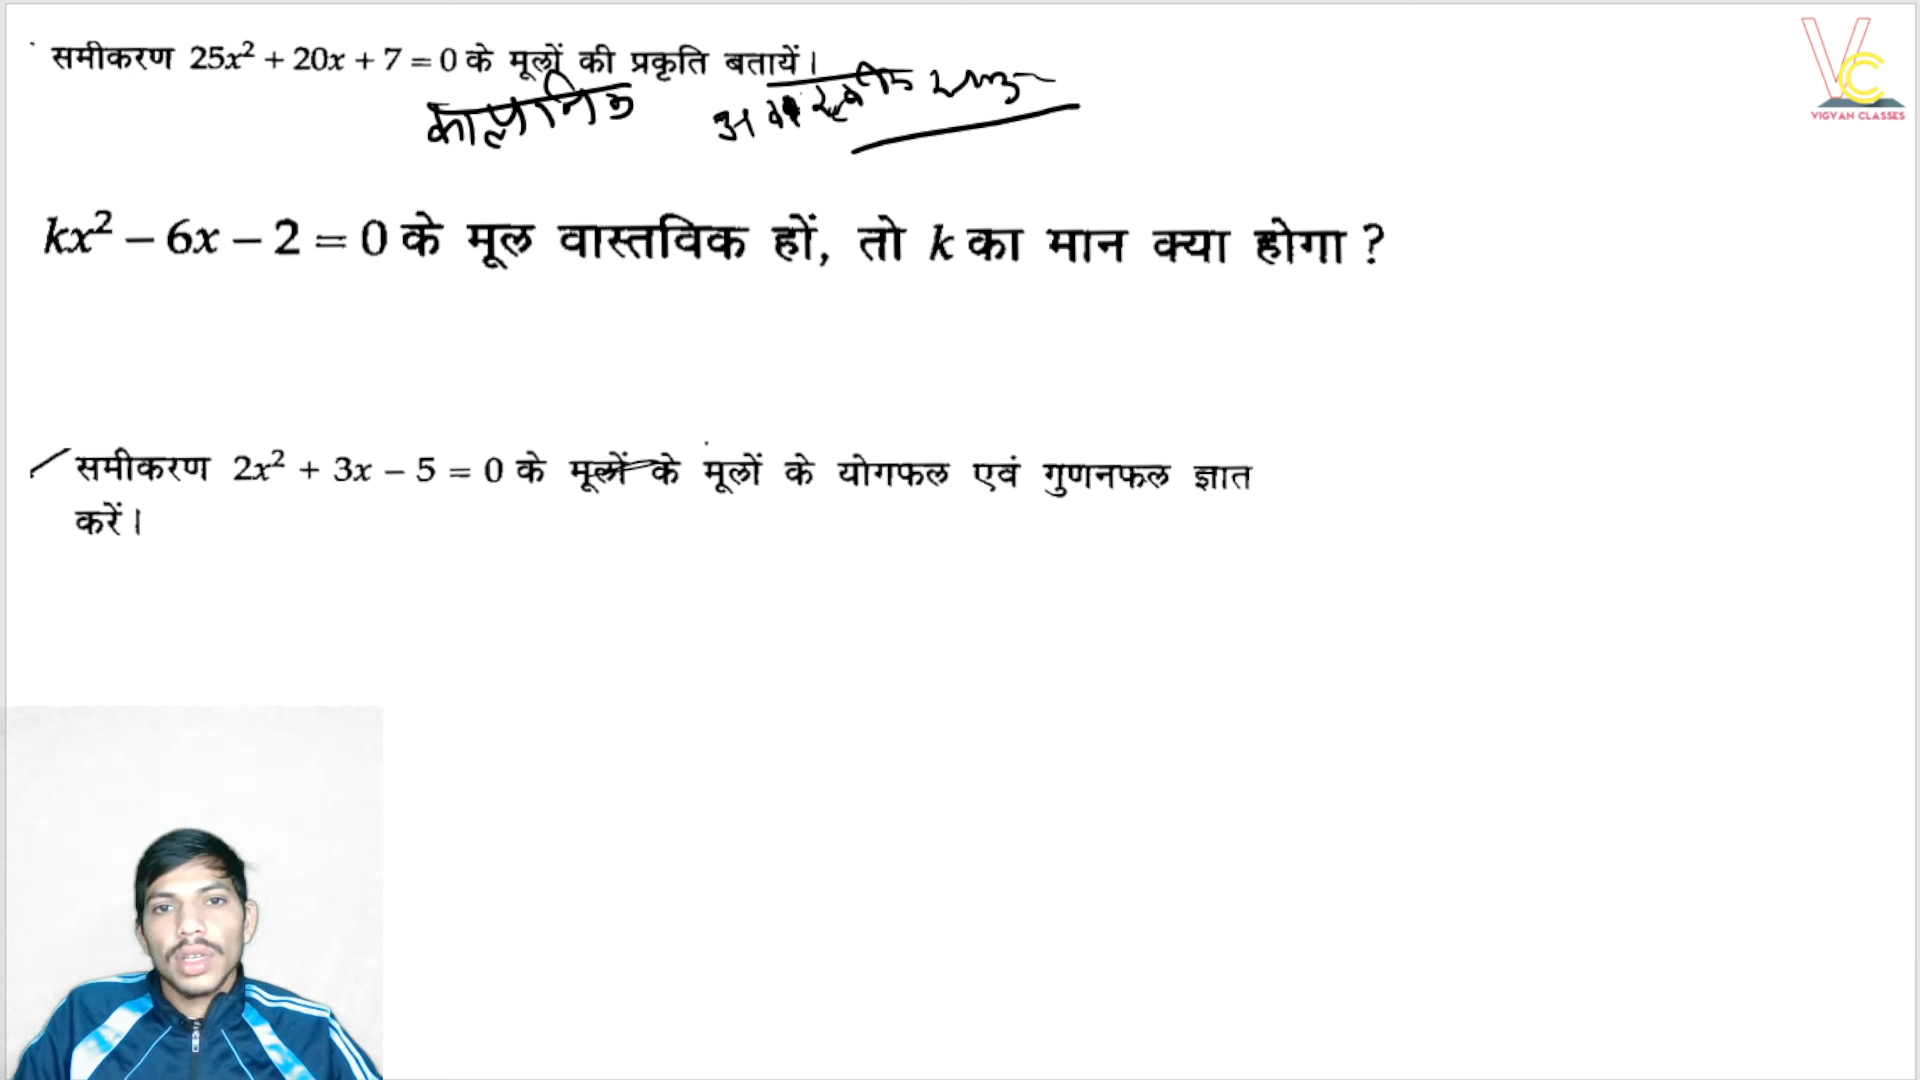 समीकरण 25x² + 20x + 7 = 0 के मूलों की प्रकृति बतायें।
काल्पनिक
kx² – 6x – 2 = 0 के मूल वास्तविक हों, तो k का मान क्या होगा ?
समीकरण 2x² + 3x – 5 = 0 के मूलों के मूलों के योगफल एवं गुणनफल ज्ञात
करें।
VC
VIGYAN CLASSES